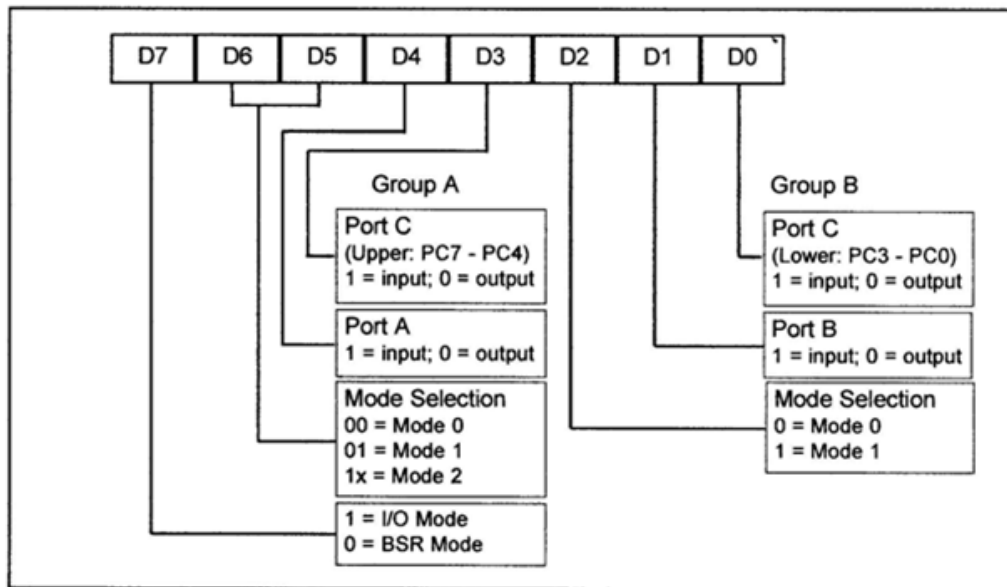 D7 D6 D5 D4 D3 D2 D1 D0
Group A
Port C
(Upper: PC7 - PC4)
1 = input; 0 = output
Port A
1 = input; 0 = output
Mode Selection
00 = Mode 0
01 = Mode 1
1x = Mode 2
1 = I/O Mode
0 = BSR Mode
Group B
Port C
(Lower: PC3 - PC0)
1 = input; 0 = output
Port B
1 = input; 0 = output
Mode Selection
0 = Mode 0
1 = Mode 1